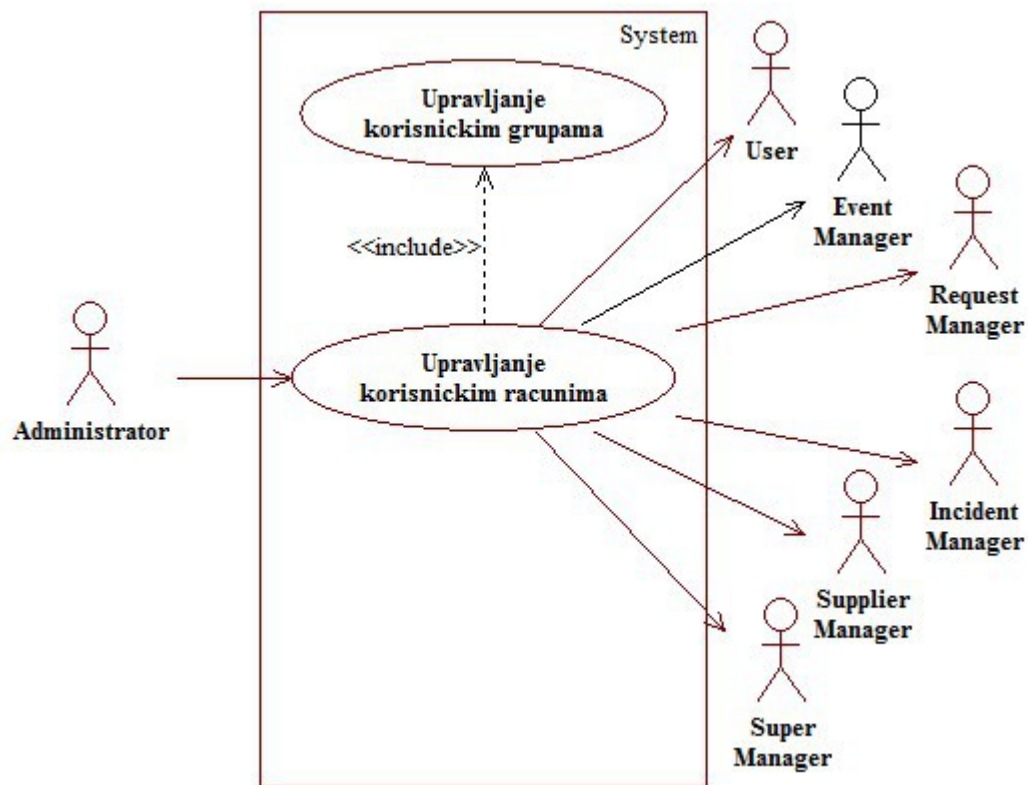 System
Upravljanje
korisnickim grupama
User
Event
Manager
<<include>>
Request
Manager
Upravljanje
korisnickim racunima
Administrator
Incident
Manager
Supplier
Manager
Super
Manager